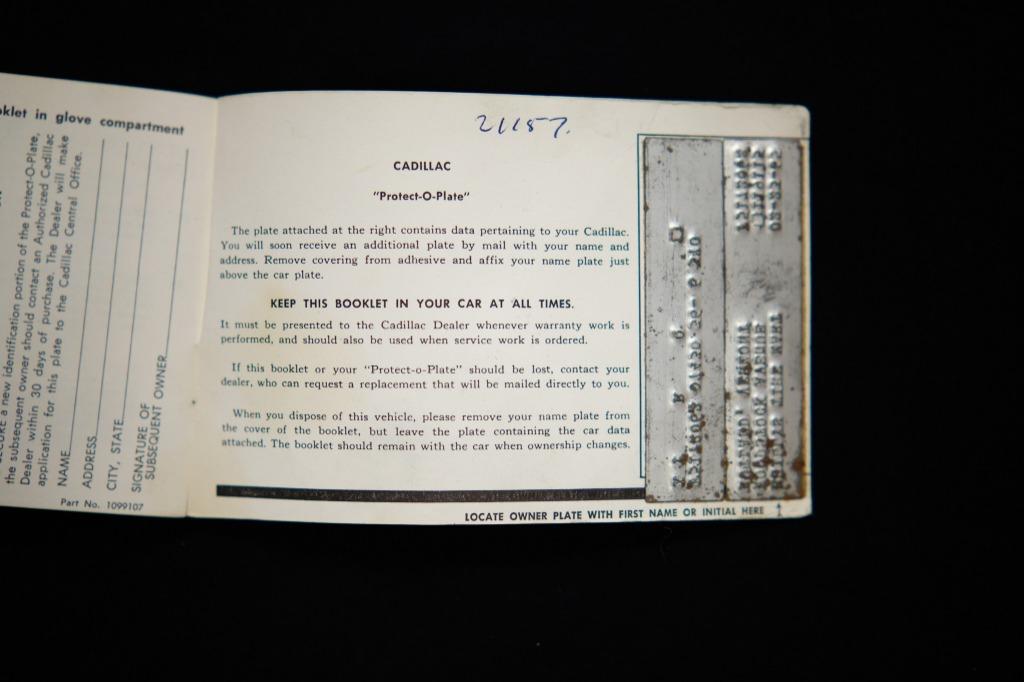 klet in glove compartment
a new identification portion of the Protect-O-Plate,
the subsequent owner should contact an Authorized Cadillac
Dealer within 30 days of purchase. The Dealer will make
application for this plate to the Cadillac Central Office.
NAME
ADDRESS
CITY, STATE
SIGNATURE OF
SUBSEQUENT OWNER
Part No. 1099107
21157.
CADILLAC
"Protect-O-Plate"
The plate attached at the right contains data pertaining to your Cadillac.
You will soon receive an additional plate by mail with your name and
address. Remove covering from adhesive and affix your name plate just
above the car plate.
KEEP THIS BOOKLET IN YOUR CAR AT ALL TIMES.
It must be presented to the Cadillac Dealer whenever warranty work is
performed, and should also be used when service work is ordered.
If this booklet or your "Protect-o-Plate" should be lost, contact your
dealer, who can request a replacement that will be mailed directly to you.
When you dispose of this vehicle, please remove your name plate from
the cover of the booklet, but leave the plate containing the car data
attached. The booklet should remain with the car when ownership changes.
LOCATE OWNER PLATE WITH FIRST NAME OR INITIAL HERE ↑